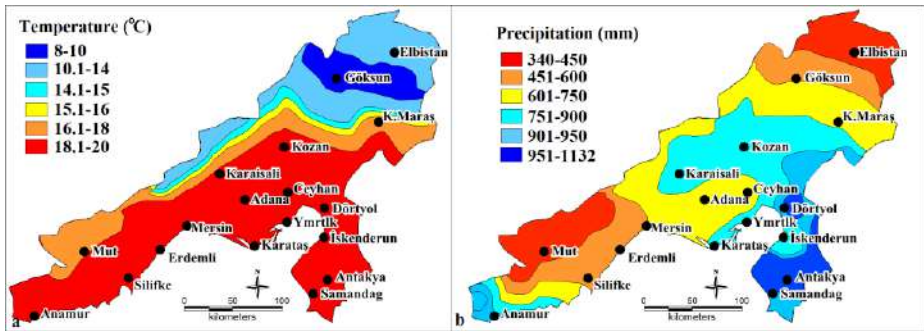 Temperature (°C)
8-10
10.1-14
14.1-15
15.1-16
16.1-18
18.1-20
Elbistan
Göksun
K.Maraş
Kozan
Karaisali
Ceyhan
Adana
Dörtyol
Mersin
Ymrtlk
Karataş
İskenderun
Mut
Erdemli
Silifke
Antakya
Samandag
Anamur
N
0 50 100
kilometers
a
Precipitation (mm)
340-450
451-600
601-750
751-900
901-950
951-1132
Elbistan
Göksun
K.Maraş
Kozan
Karaisali
Ceyhan
Adana
Dörtyol
Mersin
Ymrtlk
Karataş
İskenderun
Mut
Erdemli
Silifke
Antakya
Samandag
Anamur
N
0 50 100
kilometers
b